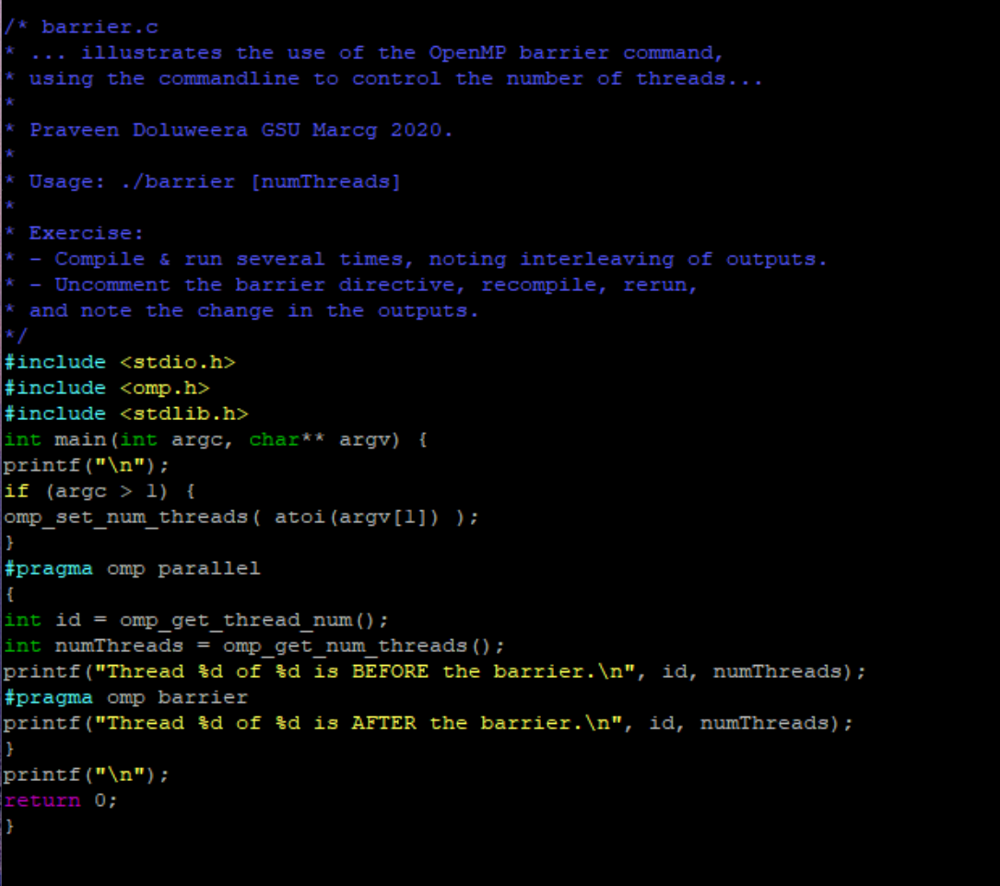 /* barrier.c
* ... illustrates the use of the OpenMP barrier command,
* using the commandline to control the number of threads...
*
* Praveen Doluweera GSU Marcg 2020.
*
* Usage: ./barrier [numThreads]
*
* Exercise:
* - Compile & run several times, noting interleaving of outputs.
* - Uncomment the barrier directive, recompile, rerun,
* and note the change in the outputs.
*/
#include <stdio.h>
#include <omp.h>
#include <stdlib.h>
int main(int argc, char** argv) {
printf("\n");
if (argc > 1) {
omp_set_num_threads( atoi(argv[1]) );
}
#pragma omp parallel
{
int id = omp_get_thread_num();
int numThreads = omp_get_num_threads();
printf("Thread %d of %d is BEFORE the barrier.\n", id, numThreads);
#pragma omp barrier
printf("Thread %d of %d is AFTER the barrier.\n", id, numThreads);
}
printf("\n");
return 0;
}